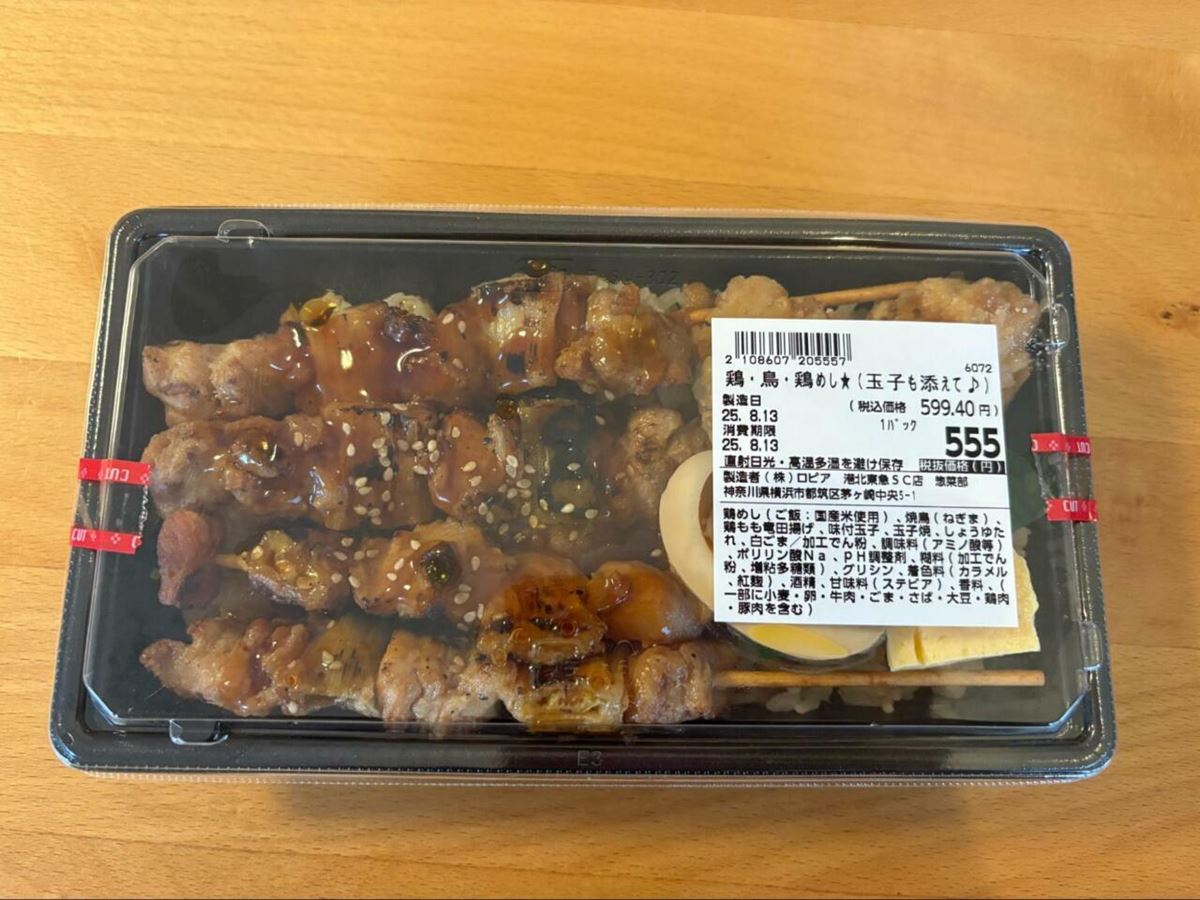 2 108607 205557
6072
鶏・鳥・鶏めし★(玉子も添えて♪)
製造日
25. 8.13
(税込価格 599.40円)
消費期限
1パック
25. 8.13
555
直射日光・高温多湿を避け保存
税抜価格(円)
製造者(株)ロピア 港北東急SC店 惣菜部
神奈川県横浜市都筑区茅ヶ崎中央5-1
鶏めし(ご飯:国産米使用)、焼鳥(ねぎま)、
鶏もも竜田揚げ、味付玉子、玉子焼、しょうゆた
れ、白ごま/加工でん粉、調味料(アミノ酸等)
、ポリリン酸Na、pH調整剤、糊料(加工でん
粉、増粘多糖類)、グリシン、着色料(カラメル
、紅麹)、酒精、甘味料(ステビア)、香料、(
一部に小麦・卵・牛肉・ごま・さば・大豆・鶏肉
・豚肉を含む)
CUT
CUT
CUT
CUT
E3